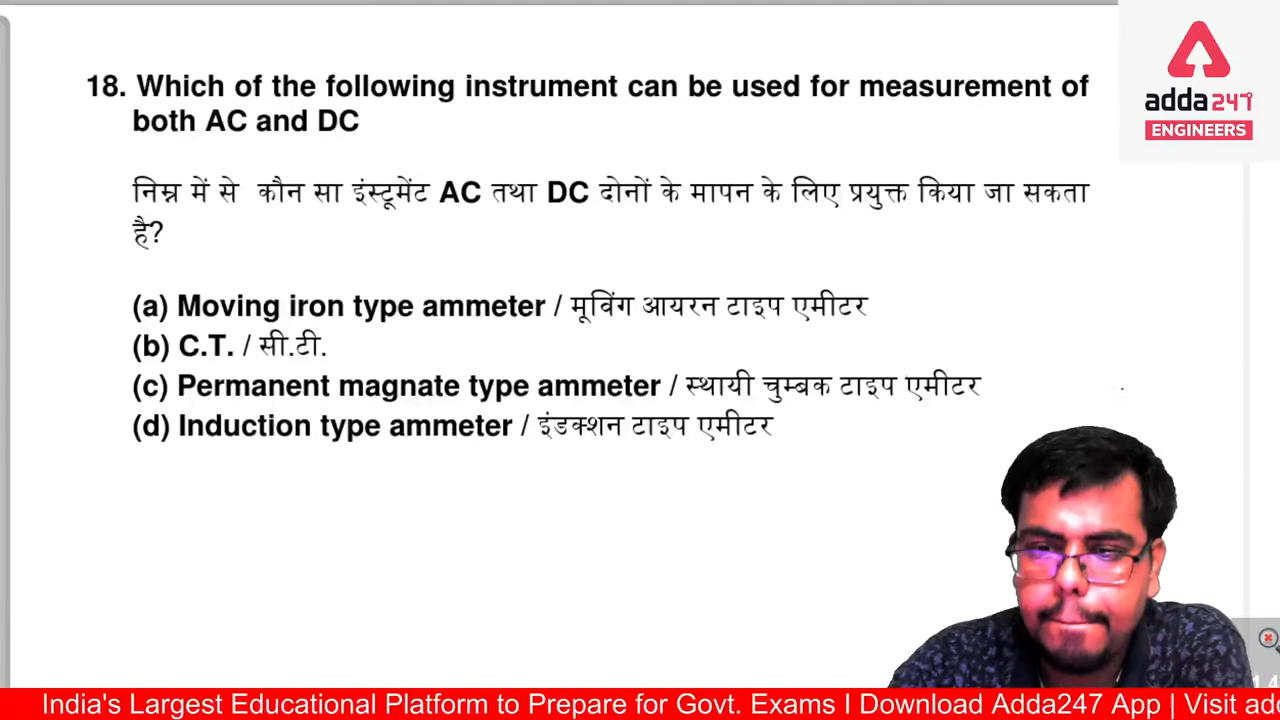 18. Which of the following instrument can be used for measurement of
both AC and DC
निम्न में से कौन सा इंस्ट्रूमेंट AC तथा DC दोनों के मापन के लिए प्रयुक्त किया जा सकता
है?
(a) Moving iron type ammeter / मूविंग आयरन टाइप एमीटर
(b) C.T. / सी.टी.
(c) Permanent magnate type ammeter / स्थायी चुम्बक टाइप एमीटर
(d) Induction type ammeter / इंडक्शन टाइप एमीटर
adda247
ENGINEERS
India's Largest Educational Platform to Prepare for Govt. Exams I Download Adda247 App | Visit